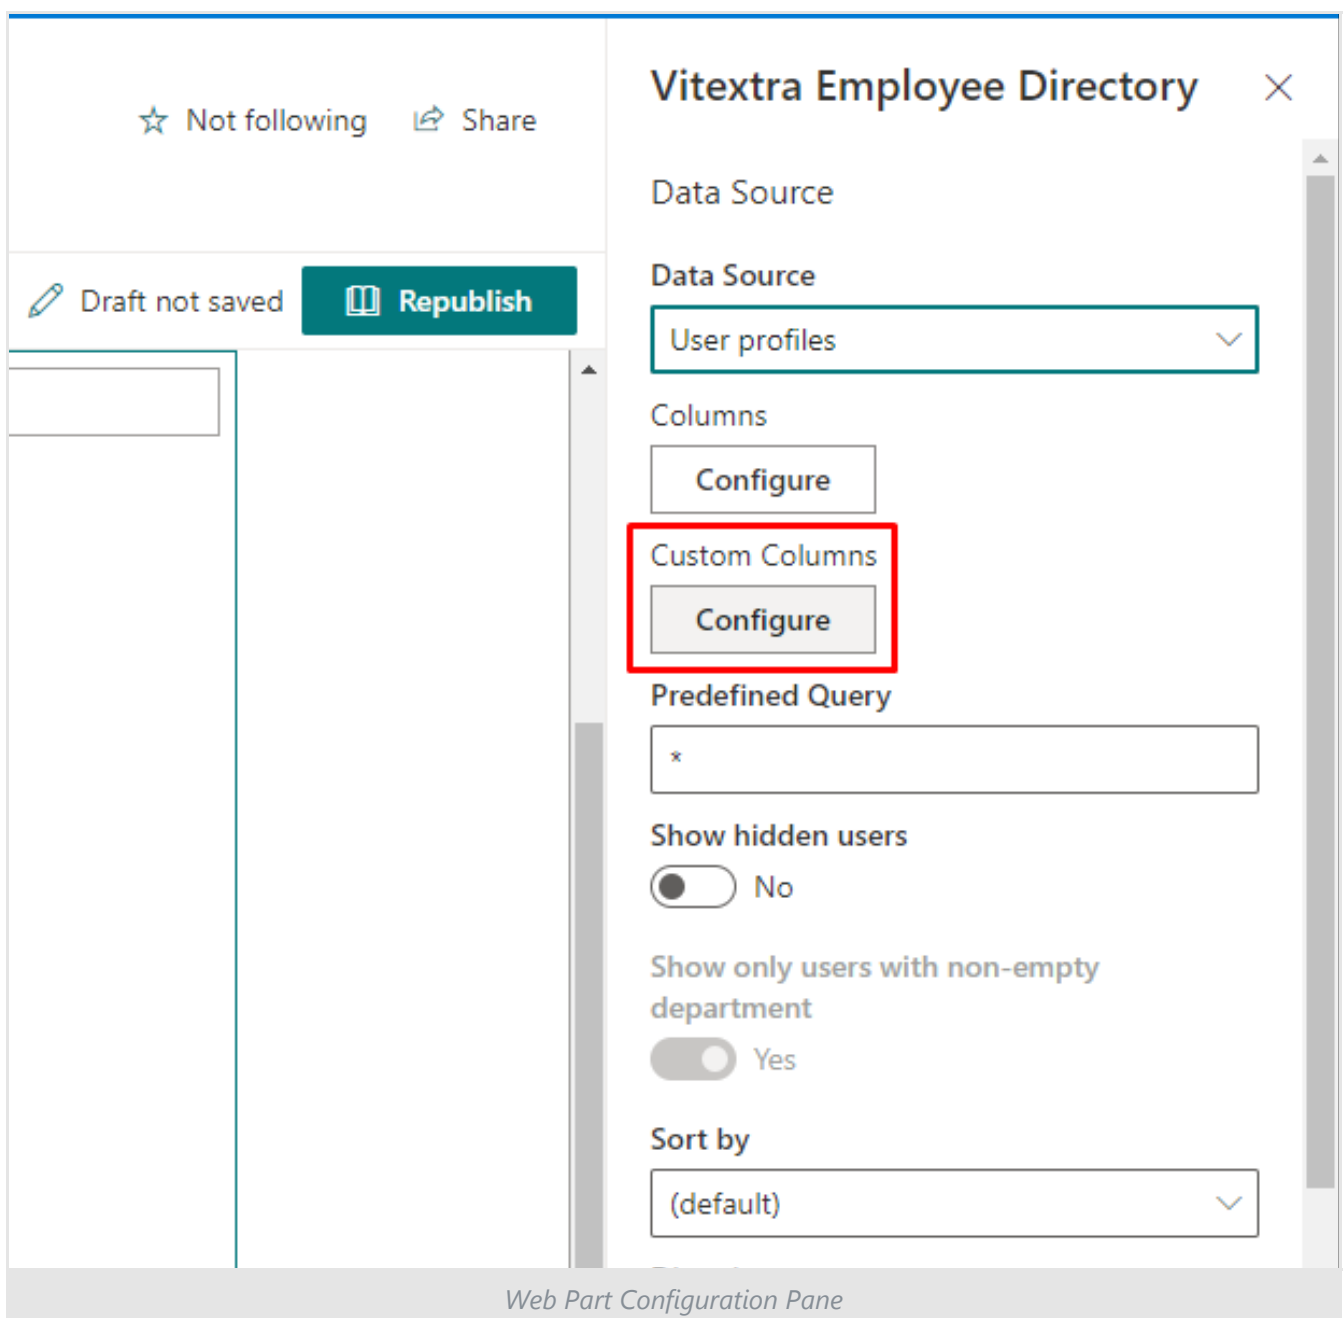 Not following
Share
Draft not saved
Republish
Vitextra Employee Directory
Data Source
Data Source
User profiles
Columns
Configure
Custom Columns
Configure
Predefined Query
*
Show hidden users
No
Show only users with non-empty
department
Yes
Sort by
(default)
Web Part Configuration Pane